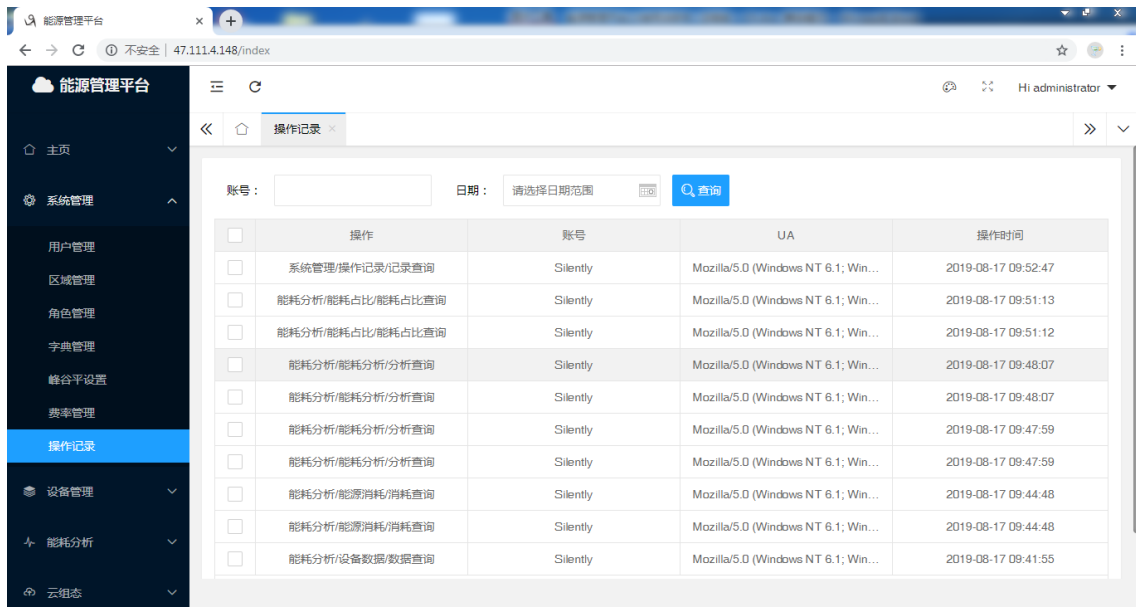 能源管理平台
不安全 | 47.111.4.148/index
能源管理平台
Hi administrator
操作记录
主页
系统管理
用户管理
区域管理
角色管理
字典管理
峰谷平设置
费率管理
操作记录
设备管理
能耗分析
云组态
账号： 日期： 请选择日期范围 查询
操作 账号 UA 操作时间
系统管理/操作记录/记录查询 Silently Mozilla/5.0 (Windows NT 6.1; Win... 2019-08-17 09:52:47
能耗分析/能耗占比/能耗占比查询 Silently Mozilla/5.0 (Windows NT 6.1; Win... 2019-08-17 09:51:13
能耗分析/能耗占比/能耗占比查询 Silently Mozilla/5.0 (Windows NT 6.1; Win... 2019-08-17 09:51:12
能耗分析/能耗分析/分析查询 Silently Mozilla/5.0 (Windows NT 6.1; Win... 2019-08-17 09:48:07
能耗分析/能耗分析/分析查询 Silently Mozilla/5.0 (Windows NT 6.1; Win... 2019-08-17 09:48:07
能耗分析/能耗分析/分析查询 Silently Mozilla/5.0 (Windows NT 6.1; Win... 2019-08-17 09:47:59
能耗分析/能耗分析/分析查询 Silently Mozilla/5.0 (Windows NT 6.1; Win... 2019-08-17 09:47:59
能耗分析/能源消耗/消耗查询 Silently Mozilla/5.0 (Windows NT 6.1; Win... 2019-08-17 09:44:48
能耗分析/能源消耗/消耗查询 Silently Mozilla/5.0 (Windows NT 6.1; Win... 2019-08-17 09:44:48
能耗分析/设备数据/数据查询 Silently Mozilla/5.0 (Windows NT 6.1; Win... 2019-08-17 09:41:55